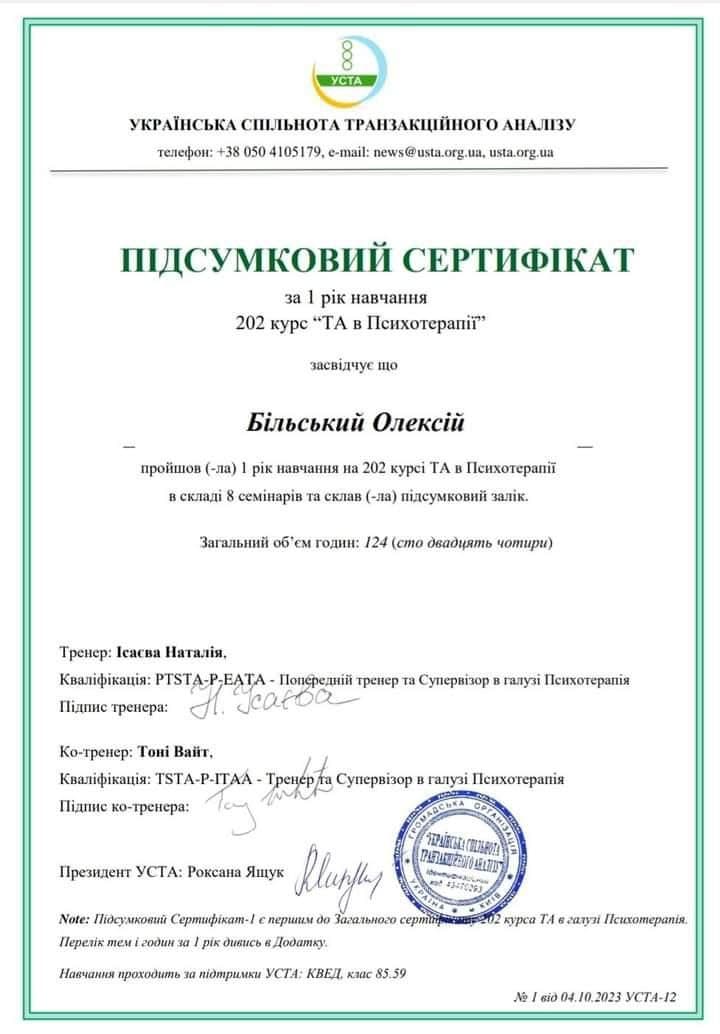 УСТА
УКРАЇНСЬКА СПІЛЬНОТА ТРАНЗАКЦІЙНОГО АНАЛІЗУ
телефон: +38 050 4105179, e-mail: news@usta.org.ua, usta.org.ua
ПІДСУМКОВИЙ СЕРТИФІКАТ
за 1 рік навчання
202 курс “ТА в Психотерапії”
засвідчує що
Більський Олексій
пройшов (-ла) 1 рік навчання на 202 курсі ТА в Психотерапії
в складі 8 семінарів та склав (-ла) підсумковий залік.
Загальний об’єм годин: 124 (сто двадцять чотири)
Тренер: Ісаєва Наталія,
Кваліфікація: PTSTA-P-EATA - Попередній тренер та Супервізор в галузі Психотерапія
Підпис тренера: Н. Ісаєва
Ко-тренер: Тоні Вайт,
Кваліфікація: TSTA-P-ITAA - Тренер та Супервізор в галузі Психотерапія
Підпис ко-тренера:
Президент УСТА: Роксана Ящук
ГРОМАДСЬКА ОРГАНІЗАЦІЯ
"УКРАЇНСЬКА СПІЛЬНОТА
ТРАНЗАКЦІЙНОГО АНАЛІЗУ"
Ідентифікаційний
код
УКРАЇНА * м.КИЇВ
Note: Підсумковий Сертифікат-1 є першим до Загального сертифікату 202 курса ТА в галузі Психотерапія.
Перелік тем і годин за 1 рік дивись в Додатку.
Навчання проходить за підтримки УСТА: КВЕД, клас 85.59
№ 1 від 04.10.2023 УСТА-12